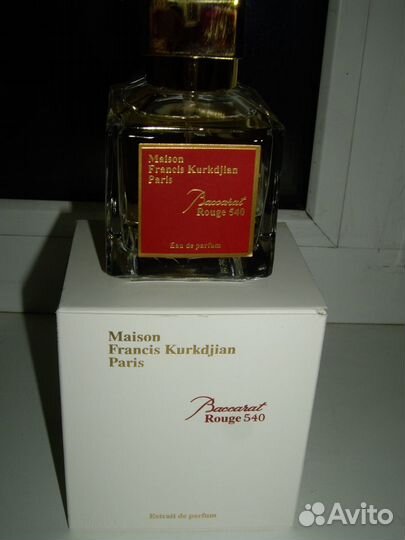 Maison
Francis Kurkdjian
Paris
Baccarat
Rouge 540
Eau de parfum
Maison
Francis Kurkdjian
Paris
Baccarat
Rouge 540
Extrait de parfum
Avito